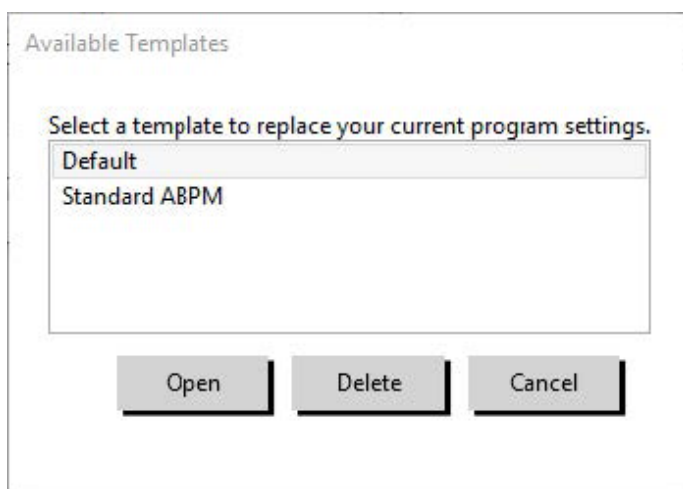 Available Templates
Select a template to replace your current program settings.
Default
Standard ABPM
Open Delete Cancel